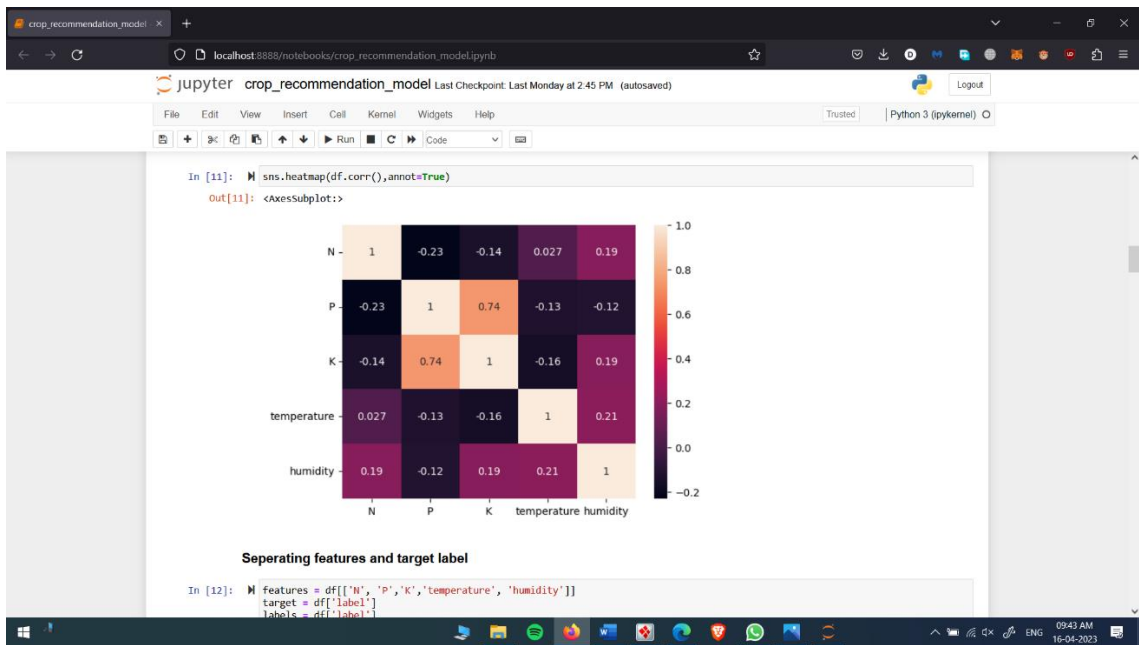 crop_recommendation_model
localhost:8888/notebooks/crop_recommendation_model.ipynb
jupyter crop_recommendation_model Last Checkpoint: Last Monday at 2:45 PM (autosaved)
Logout
File Edit View Insert Cell Kernel Widgets Help
Trusted
Python 3 (ipykernel)
Run
Code
In [11]: sns.heatmap(df.corr(),annot=True)
Out[11]: <AxesSubplot:>
N 1 -0.23 -0.14 0.027 0.19
P -0.23 1 0.74 -0.13 -0.12
K -0.14 0.74 1 -0.16 0.19
temperature 0.027 -0.13 -0.16 1 0.21
humidity 0.19 -0.12 0.19 0.21 1
N P K temperature humidity
1.0
0.8
0.6
0.4
0.2
0.0
−0.2
Seperating features and target label
In [12]: features = df[['N', 'P','K','temperature', 'humidity']]
target = df['label']
labels = df['label']
ENG
09:43 AM
16-04-2023